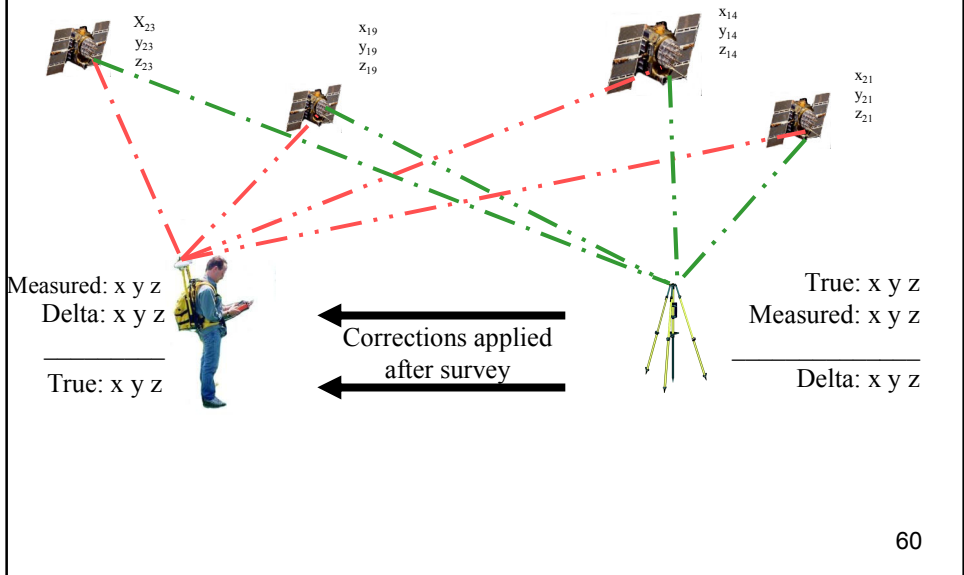 X₂₃
y₂₃
z₂₃
x₁₉
y₁₉
z₁₉
x₁₄
y₁₄
z₁₄
x₂₁
y₂₁
z₂₁
Measured: x y z
Delta: x y z
True: x y z
Corrections applied
after survey
True: x y z
Measured: x y z
Delta: x y z
60